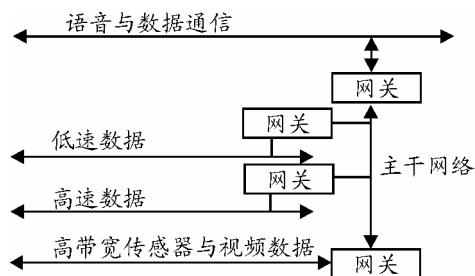 语音与数据通信
网关
网关
低速数据
主干网络
网关
高速数据
高带宽传感器与视频数据
网关